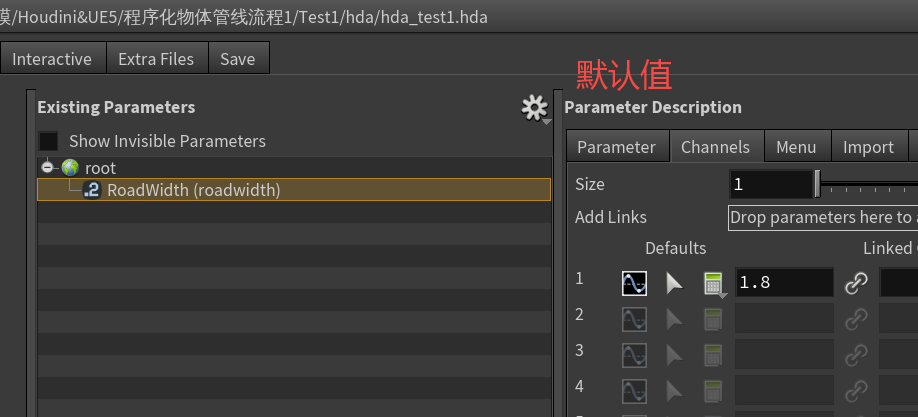 模/Houdini&UE5/程序化物体管线流程1/Test1/hda/hda_test1.hda
Interactive Extra Files Save
默认值
Existing Parameters
Parameter Description
Show Invisible Parameters
Parameter Channels Menu Import
root
RoadWidth (roadwidth)
Size 1
Add Links Drop parameters here to a
Defaults Linked
1 1.8
2
3
4